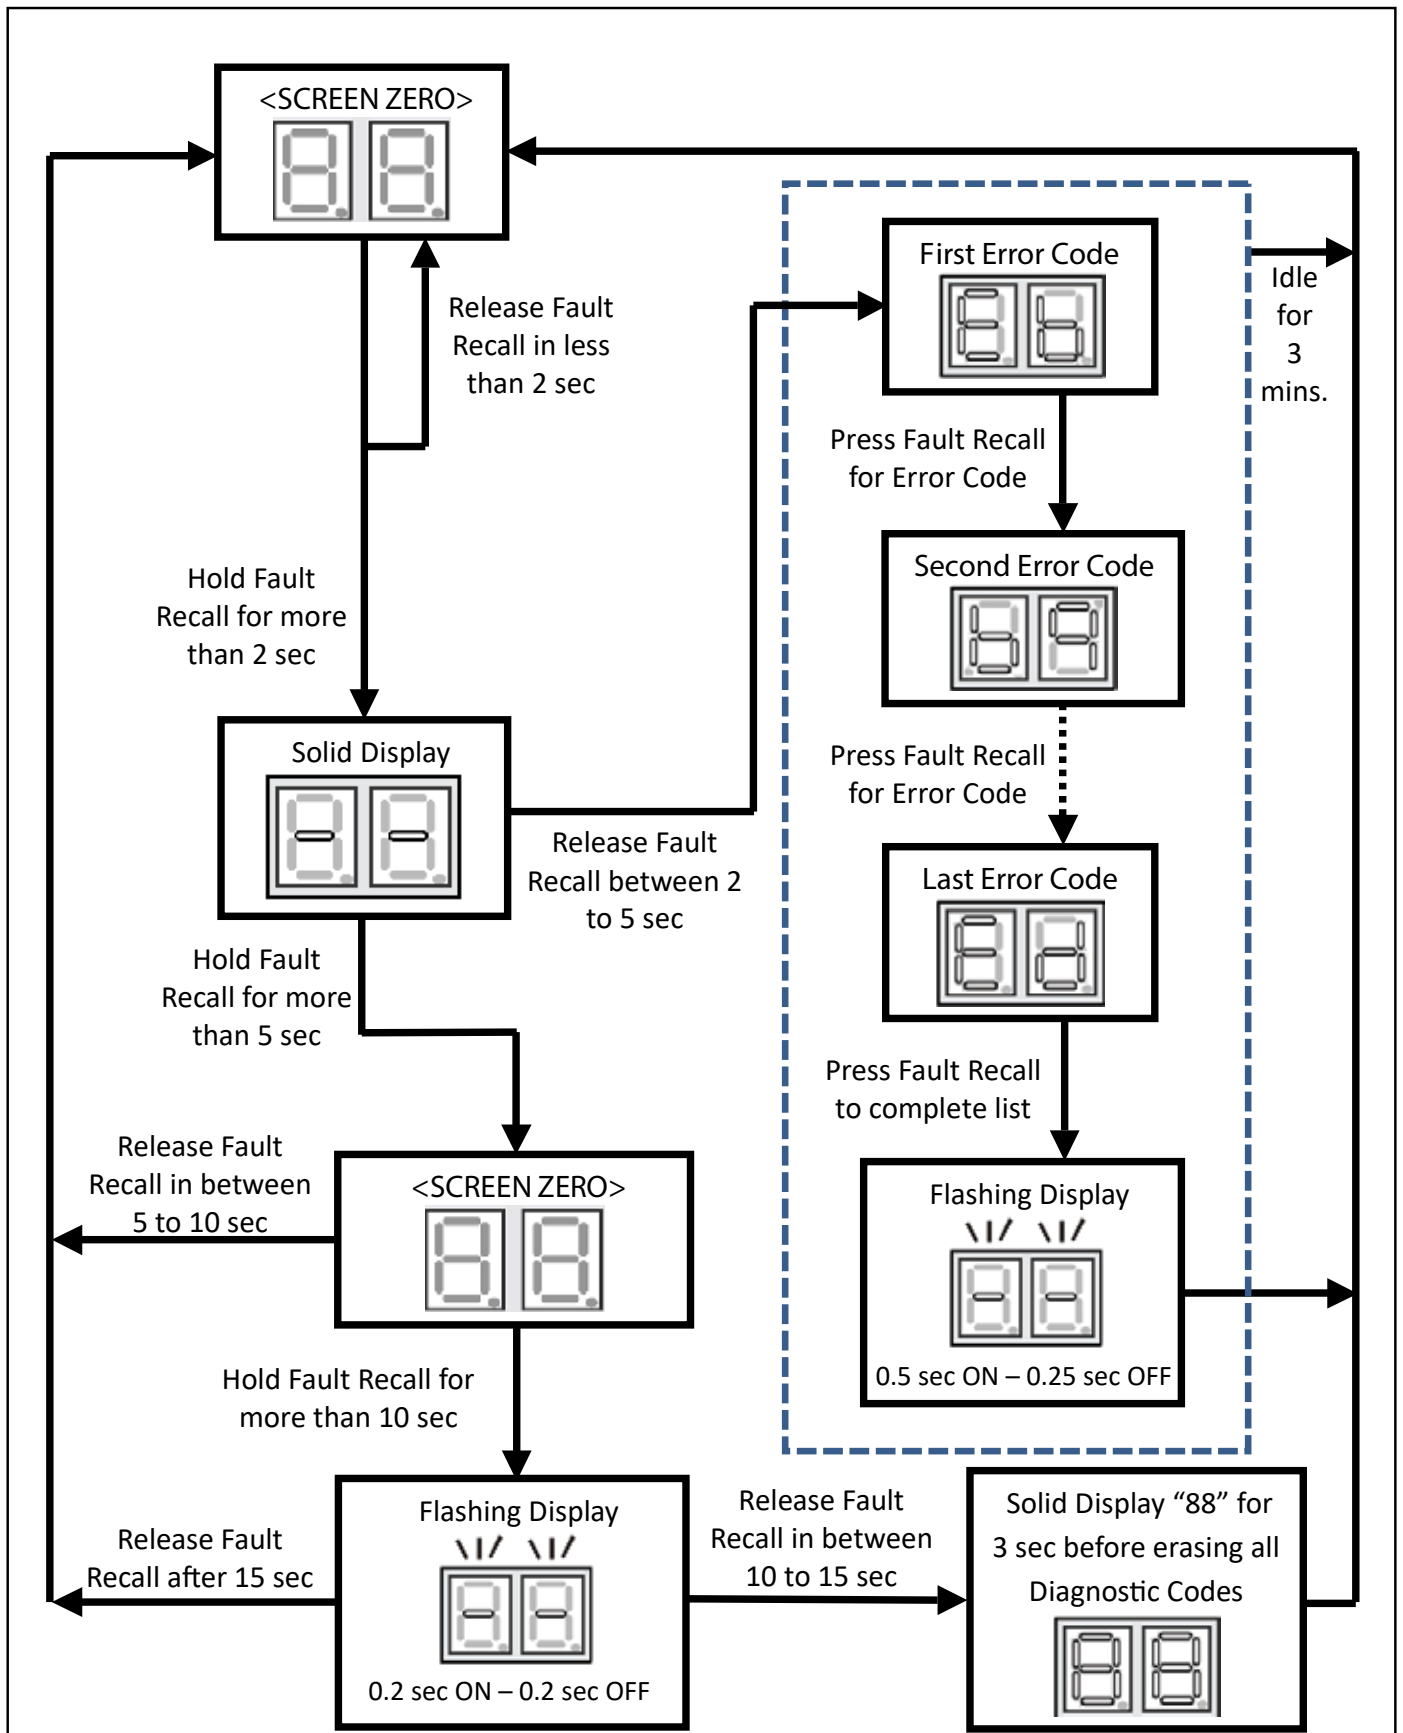 <SCREEN ZERO>
Release Fault
Recall in less
than 2 sec
Hold Fault
Recall for more
than 2 sec
Solid Display
- -
Release Fault
Recall between 2
to 5 sec
First Error Code
E b
Press Fault Recall
for Error Code
Second Error Code
b 9
Press Fault Recall
for Error Code
Last Error Code
E d
Press Fault Recall
to complete list
Flashing Display
- -
0.5 sec ON – 0.25 sec OFF
Idle
for
3
mins.
Hold Fault
Recall for more
than 5 sec
<SCREEN ZERO>
Release Fault
Recall in between
5 to 10 sec
Hold Fault Recall for
more than 10 sec
Flashing Display
- -
0.2 sec ON – 0.2 sec OFF
Release Fault
Recall after 15 sec
Release Fault
Recall in between
10 to 15 sec
Solid Display “88” for
3 sec before erasing all
Diagnostic Codes
8 8